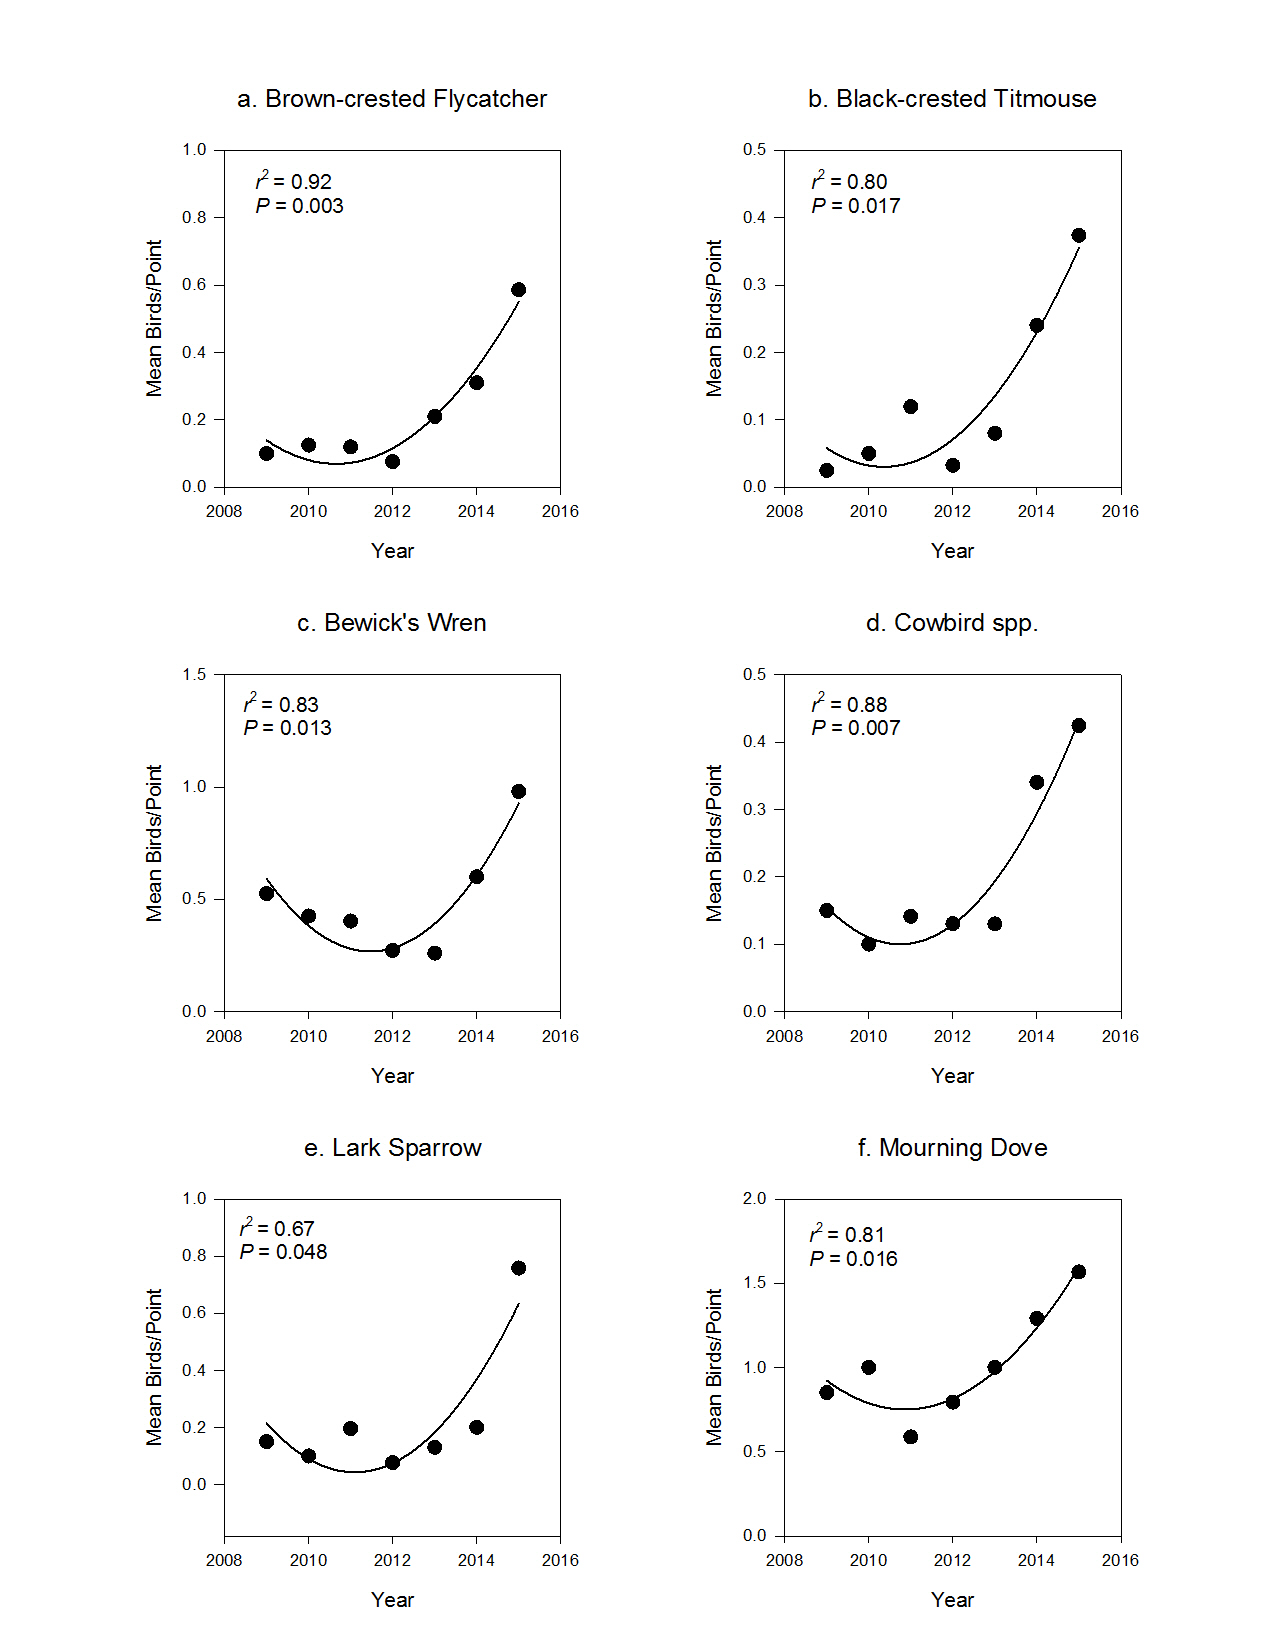 a. Brown-crested Flycatcher
r2 = 0.92
P = 0.003
Mean Birds/Point
1.0
0.8
0.6
0.4
0.2
0.0
2008 2010 2012 2014 2016
Year
b. Black-crested Titmouse
r2 = 0.80
P = 0.017
Mean Birds/Point
0.5
0.4
0.3
0.2
0.1
0.0
2008 2010 2012 2014 2016
Year
c. Bewick's Wren
r2 = 0.83
P = 0.013
Mean Birds/Point
1.5
1.0
0.5
0.0
2008 2010 2012 2014 2016
Year
d. Cowbird spp.
r2 = 0.88
P = 0.007
Mean Birds/Point
0.5
0.4
0.3
0.2
0.1
0.0
2008 2010 2012 2014 2016
Year
e. Lark Sparrow
r2 = 0.67
P = 0.048
Mean Birds/Point
1.0
0.8
0.6
0.4
0.2
0.0
2008 2010 2012 2014 2016
Year
f. Mourning Dove
r2 = 0.81
P = 0.016
Mean Birds/Point
2.0
1.5
1.0
0.5
0.0
2008 2010 2012 2014 2016
Year